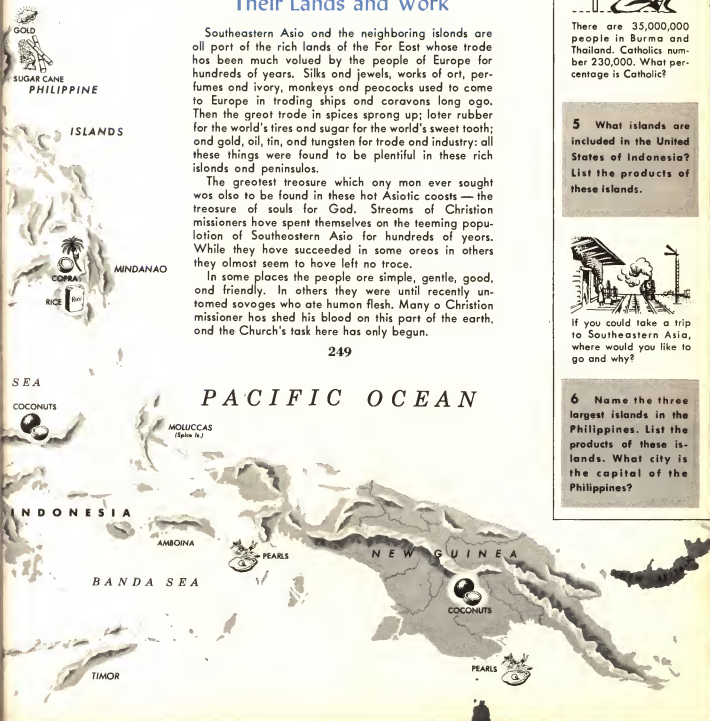 Their Lands and Work
Southeastern Asia and the neighboring islands are
all part of the rich lands of the Far East whose trade
has been much valued by the people of Europe for
hundreds of years. Silks and jewels, works of art, per-
fumes and ivory, monkeys and peacocks used to come
to Europe in trading ships and caravans long ago.
Then the great trade in spices sprang up; later rubber
for the world's tires and sugar for the world's sweet tooth;
and gold, oil, tin, and tungsten for trade and industry: all
these things were found to be plentiful in these rich
islands and peninsulas.
The greatest treasure which any man ever sought
was also to be found in these hot Asiatic coasts — the
treasure of souls for God. Streams of Christian
missioners have spent themselves on the teeming popu-
lation of Southeastern Asia for hundreds of years.
While they have succeeded in some areas in others
they almost seem to have left no trace.
In some places the people are simple, gentle, good,
and friendly. In others they were until recently un-
tamed savages who ate human flesh. Many a Christian
missioner has shed his blood on this part of the earth,
and the Church's task here has only begun.
249
There are 35,000,000
people in Burma and
Thailand. Catholics num-
ber 230,000. What per-
centage is Catholic?
5 What islands are
included in the United
States of Indonesia?
List the products of
these islands.
If you could take a trip
to Southeastern Asia,
where would you like to
go and why?
6 Name the three
largest islands in the
Philippines. List the
products of these is-
lands. What city is
the capital of the
Philippines?
GOLD
SUGAR CANE
PHILIPPINE
ISLANDS
COPRA
MINDANAO
RICE
Rice
SEA
COCONUTS
PACIFIC OCEAN
MOLUCCAS
(Spice Is.)
INDONESIA
AMBOINA
PEARLS
NEW GUINEA
BANDA SEA
COCONUTS
TIMOR
PEARLS